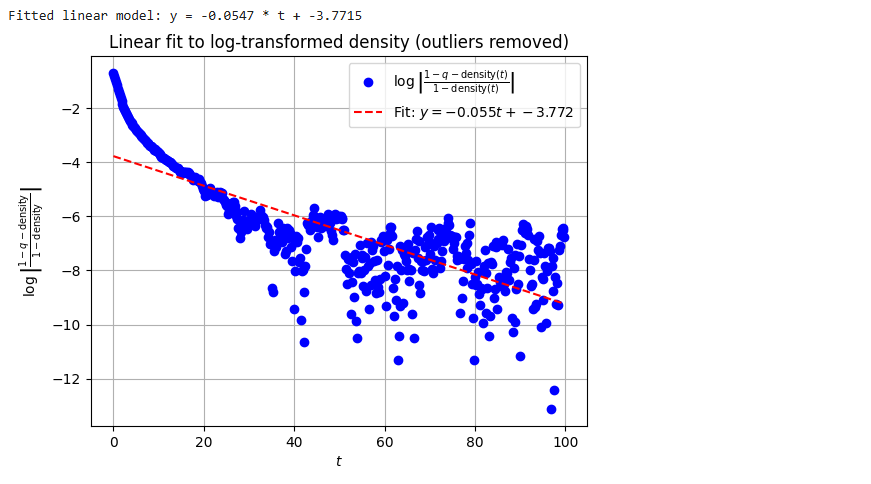 Fitted linear model: y = -0.0547 * t + -3.7715
Linear fit to log-transformed density (outliers removed)
log |(1 − q − density(t))/(1 − density(t))|
Fit: y = −0.055t + −3.772
−2
−4
−6
−8
−10
−12
log |(1 − q − density)/(1 − density)|
0 20 40 60 80 100
t